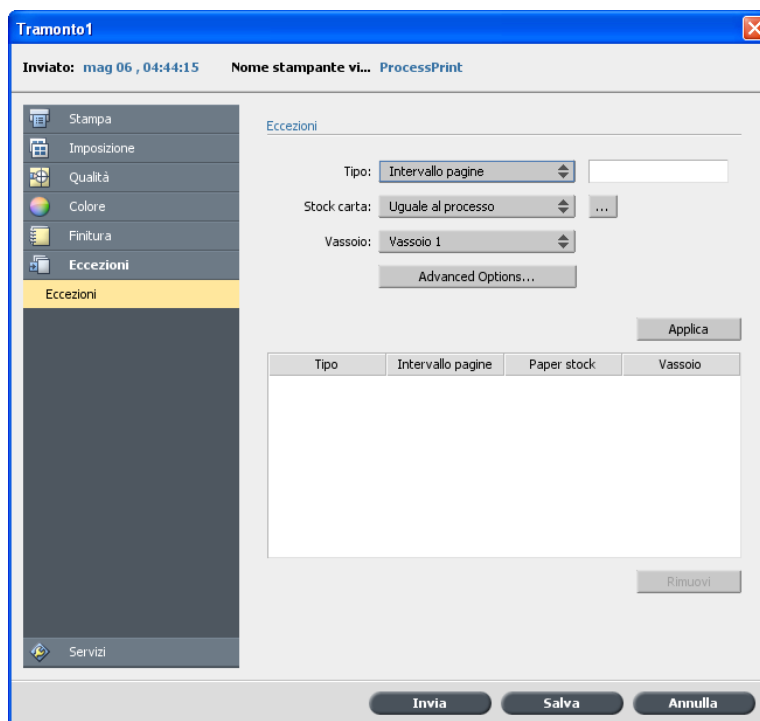 Tramonto1
Inviato: mag 06 , 04:44:15 Nome stampante vi... ProcessPrint
Stampa
Imposizione
Qualità
Colore
Finitura
Eccezioni
Eccezioni
Servizi
Eccezioni
Tipo: Intervallo pagine
Stock carta: Uguale al processo ...
Vassoio: Vassoio 1
Advanced Options...
Applica
Tipo Intervallo pagine Paper stock Vassoio
Rimuovi
Invia Salva Annulla